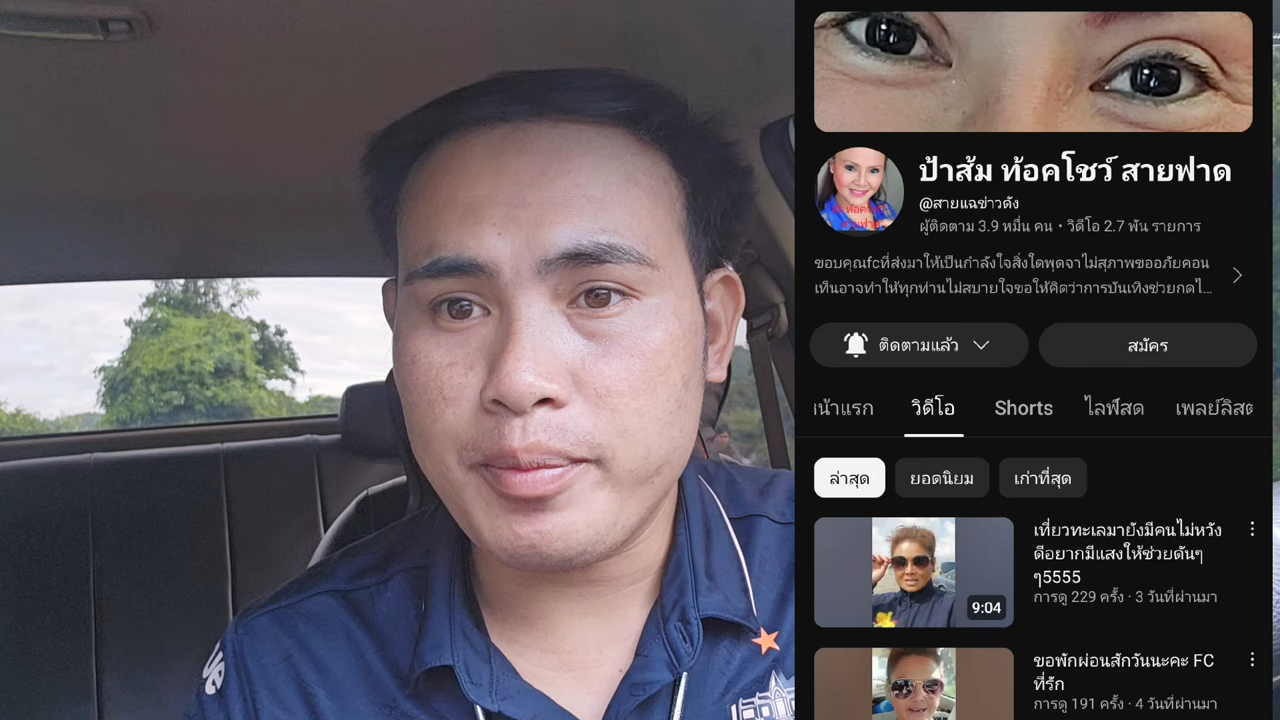 ue
ป้าส้ม ท้อคโชว์ สายฟาด
@สายแฉข่าวดัง
ผู้ติดตาม 3.9 หมื่น คน • วิดีโอ 2.7 พัน รายการ
ขอบคุณfcที่ส่งมาให้เป็นกำลังใจสิ่งใดพูดจาไม่สุภาพขออภัยคอน
เท้นอาจทำให้ทุกท่านไม่สบายใจขอให้คิดว่าการบันเทิงช่วยกดไ...
ติดตามแล้ว
สมัคร
หน้าแรก วิดีโอ Shorts ไลฟ์สด เพลย์ลิสต
ล่าสุด ยอดนิยม เก่าที่สุด
เที่ยวทะเลมายังมีคนไม่หวัง
ดีอยากมีแสงให้ช่วยดันๆ
ๆ5555
การดู 229 ครั้ง · 3 วันที่ผ่านมา
9:04
ขอพักผ่อนสักวันนะคะ FC
ที่รัก
การดู 191 ครั้ง · 4 วันที่ผ่านมา